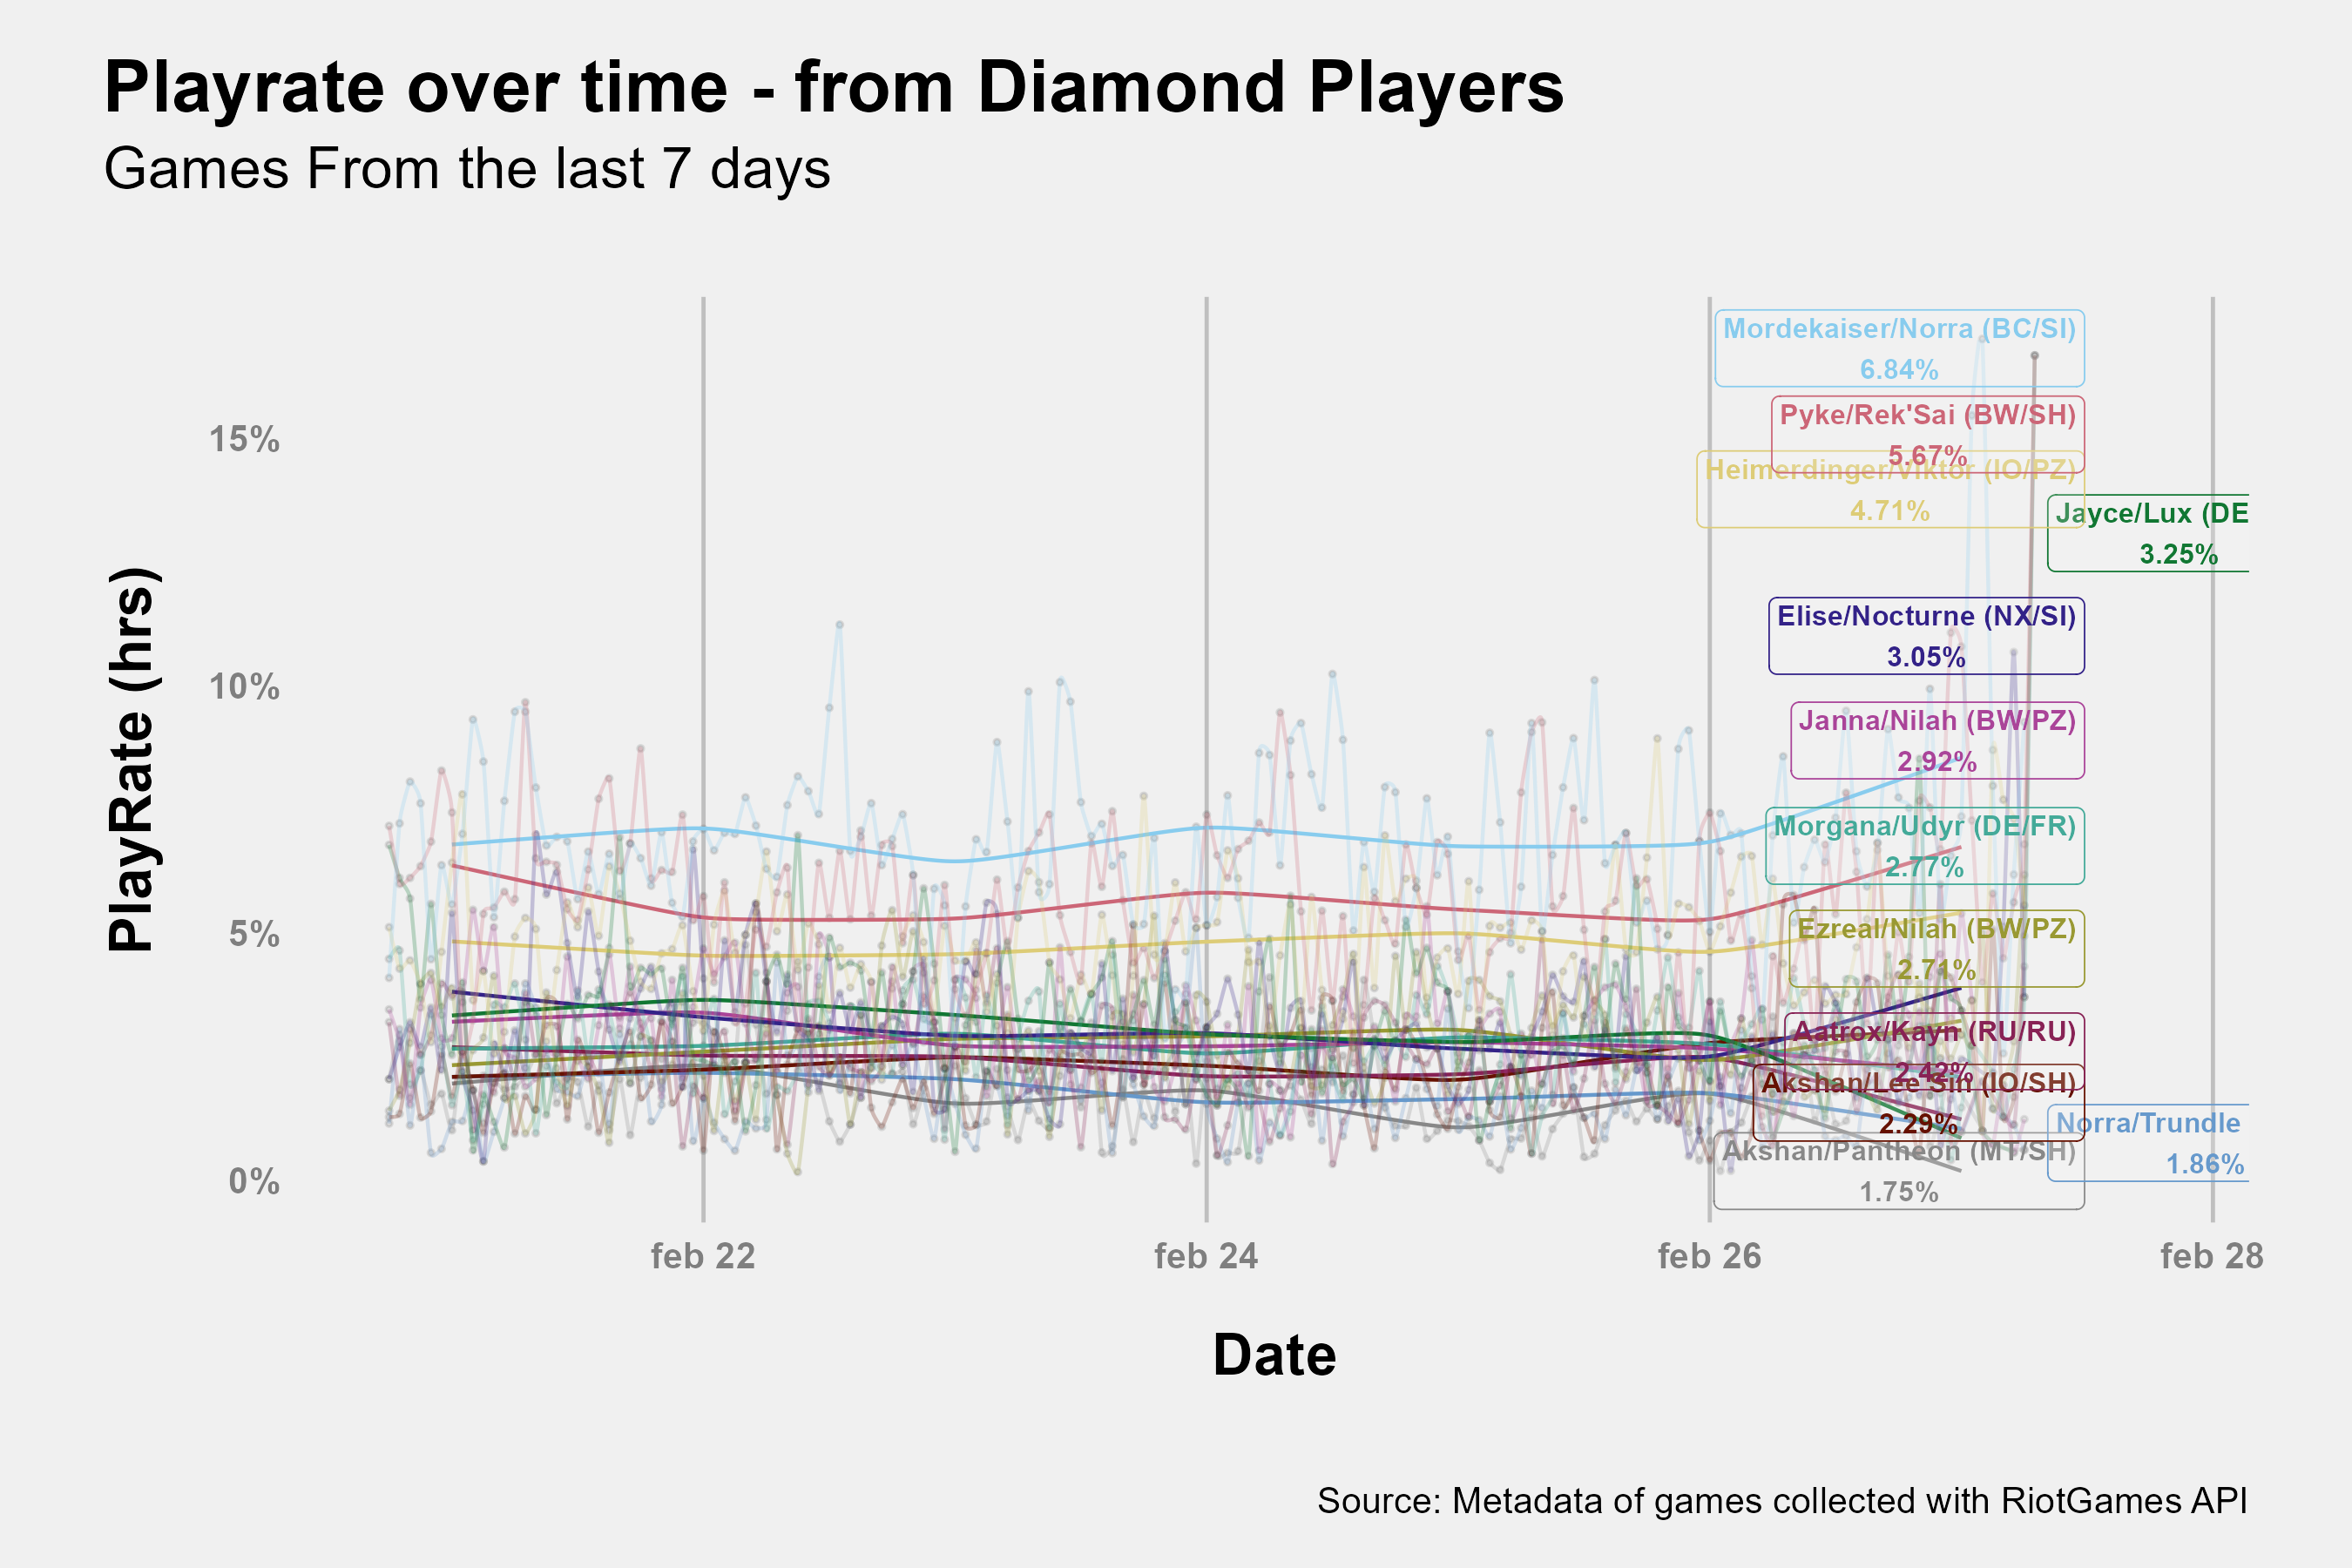 Playrate over time - from Diamond Players
Games From the last 7 days
PlayRate (hrs)
15%
10%
5%
0%
Mordekaiser/Norra (BC/SI)
6.84%
Pyke/Rek'Sai (BW/SH)
5.67%
Heimerdinger/Viktor (IO/PZ)
4.71%
Jayce/Lux (DE
3.25%
Elise/Nocturne (NX/SI)
3.05%
Janna/Nilah (BW/PZ)
2.92%
Morgana/Udyr (DE/FR)
2.77%
Ezreal/Nilah (BW/PZ)
2.71%
Aatrox/Kayn (RU/RU)
2.42%
Akshan/Lee Sin (IO/SH)
2.29%
Norra/Trundle
1.86%
Akshan/Pantheon (MT/SH)
1.75%
feb 22
feb 24
feb 26
feb 28
Date
Source: Metadata of games collected with RiotGames API